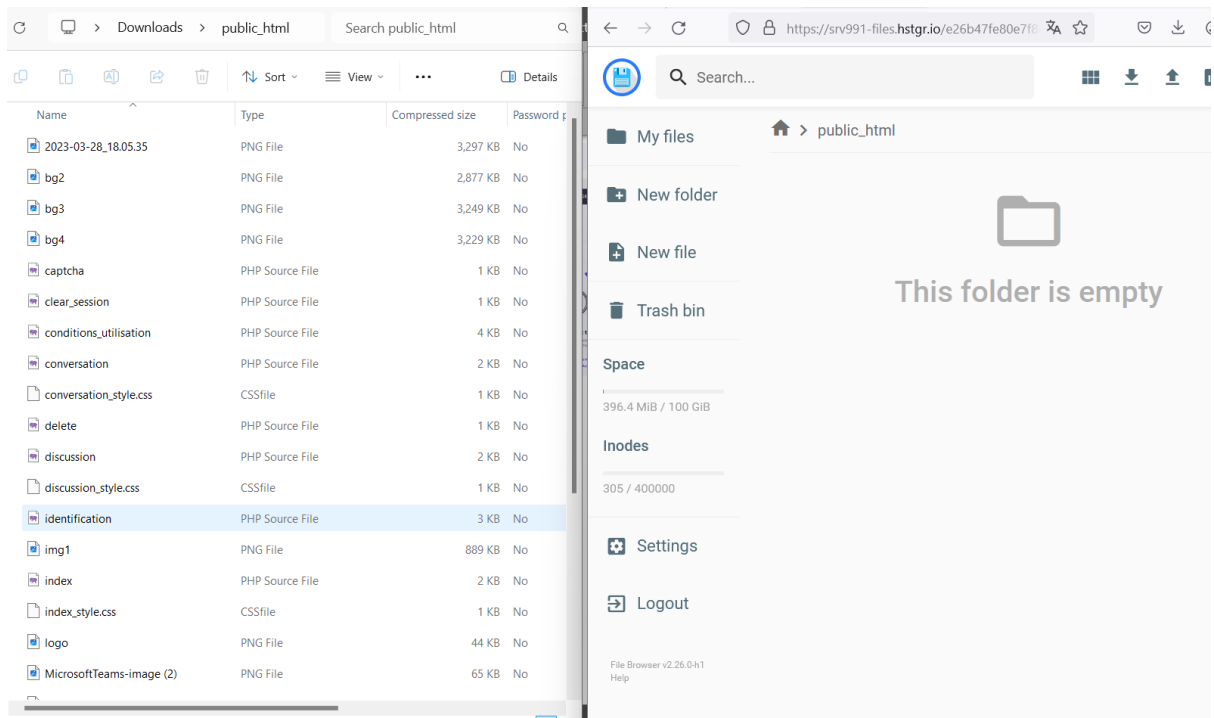 Downloads
public_html
Search public_html
Sort
View
Details
Name Type Compressed size Password
2023-03-28_18.05.35 PNG File 3,297 KB No
bg2 PNG File 2,877 KB No
bg3 PNG File 3,249 KB No
bg4 PNG File 3,229 KB No
captcha PHP Source File 1 KB No
clear_session PHP Source File 1 KB No
conditions_utilisation PHP Source File 4 KB No
conversation PHP Source File 2 KB No
conversation_style.css CSSfile 1 KB No
delete PHP Source File 1 KB No
discussion PHP Source File 2 KB No
discussion_style.css CSSfile 1 KB No
identification PHP Source File 3 KB No
img1 PNG File 889 KB No
index PHP Source File 2 KB No
index_style.css CSSfile 1 KB No
logo PNG File 44 KB No
MicrosoftTeams-image (2) PNG File 65 KB No
https://srv991-files.hstgr.io/e26b47fe80e7f8
Search...
My files
New folder
New file
Trash bin
Space
396.4 MiB / 100 GiB
Inodes
305 / 400000
Settings
Logout
File Browser v2.26.0-h1
Help
public_html
This folder is empty